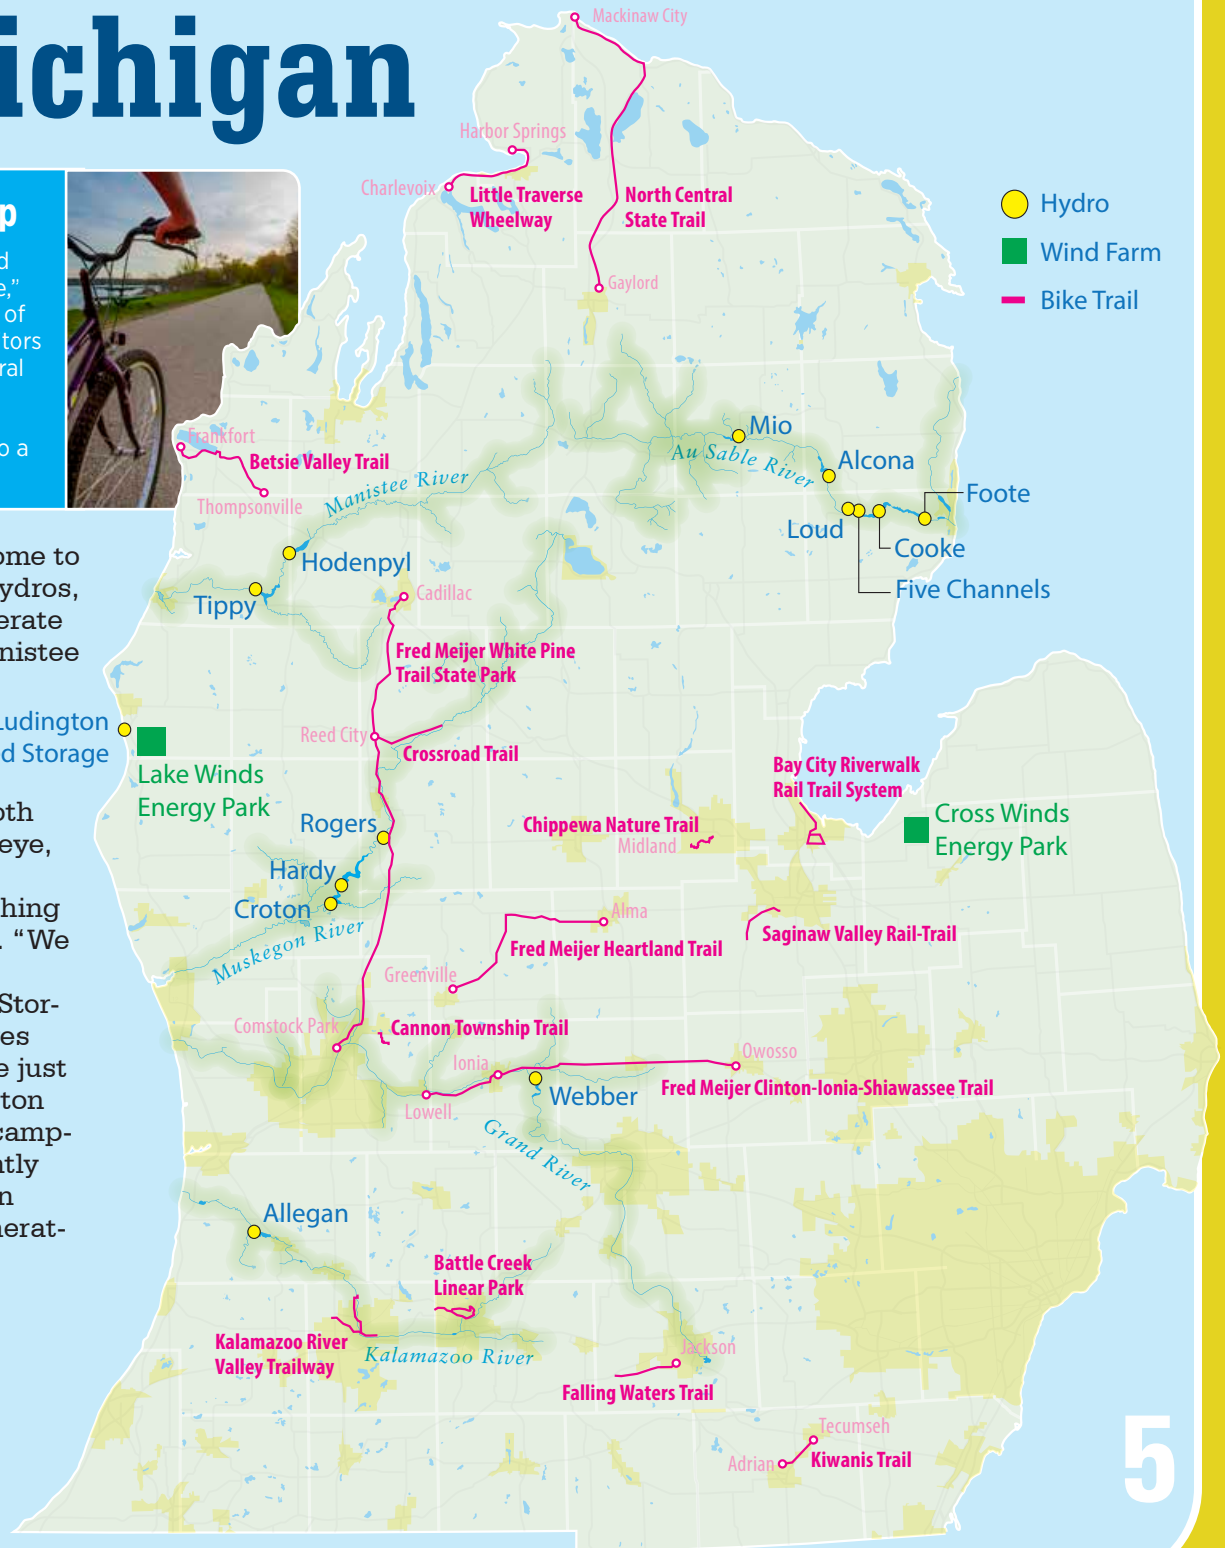 ichigan
p
d
e,”
of
tors
ral
o a
ome to
ydros,
erate
nistee
Ludington
d Storage
oth
eye,
hing
. “We
Stor-
es
e just
ton
camp-
ntly
n
nerat-
Hydro
Wind Farm
Bike Trail
Mackinaw City
Harbor Springs
Charlevoix
Little Traverse
Wheelway
North Central
State Trail
Gaylord
Frankfort
Betsie Valley Trail
Thompsonville
Manistee River
Mio
Au Sable River
Alcona
Foote
Loud
Cooke
Five Channels
Hodenpyl
Tippy
Cadillac
Fred Meijer White Pine
Trail State Park
Reed City
Crossroad Trail
Lake Winds
Energy Park
Bay City Riverwalk
Rail Trail System
Cross Winds
Energy Park
Rogers
Chippewa Nature Trail
Midland
Hardy
Croton
Muskegon River
Alma
Fred Meijer Heartland Trail
Saginaw Valley Rail-Trail
Greenville
Comstock Park
Cannon Township Trail
Ionia
Owosso
Webber
Fred Meijer Clinton-Ionia-Shiawassee Trail
Lowell
Grand River
Allegan
Battle Creek
Linear Park
Kalamazoo River
Valley Trailway
Kalamazoo River
Jackson
Falling Waters Trail
Tecumseh
Adrian
Kiwanis Trail
5